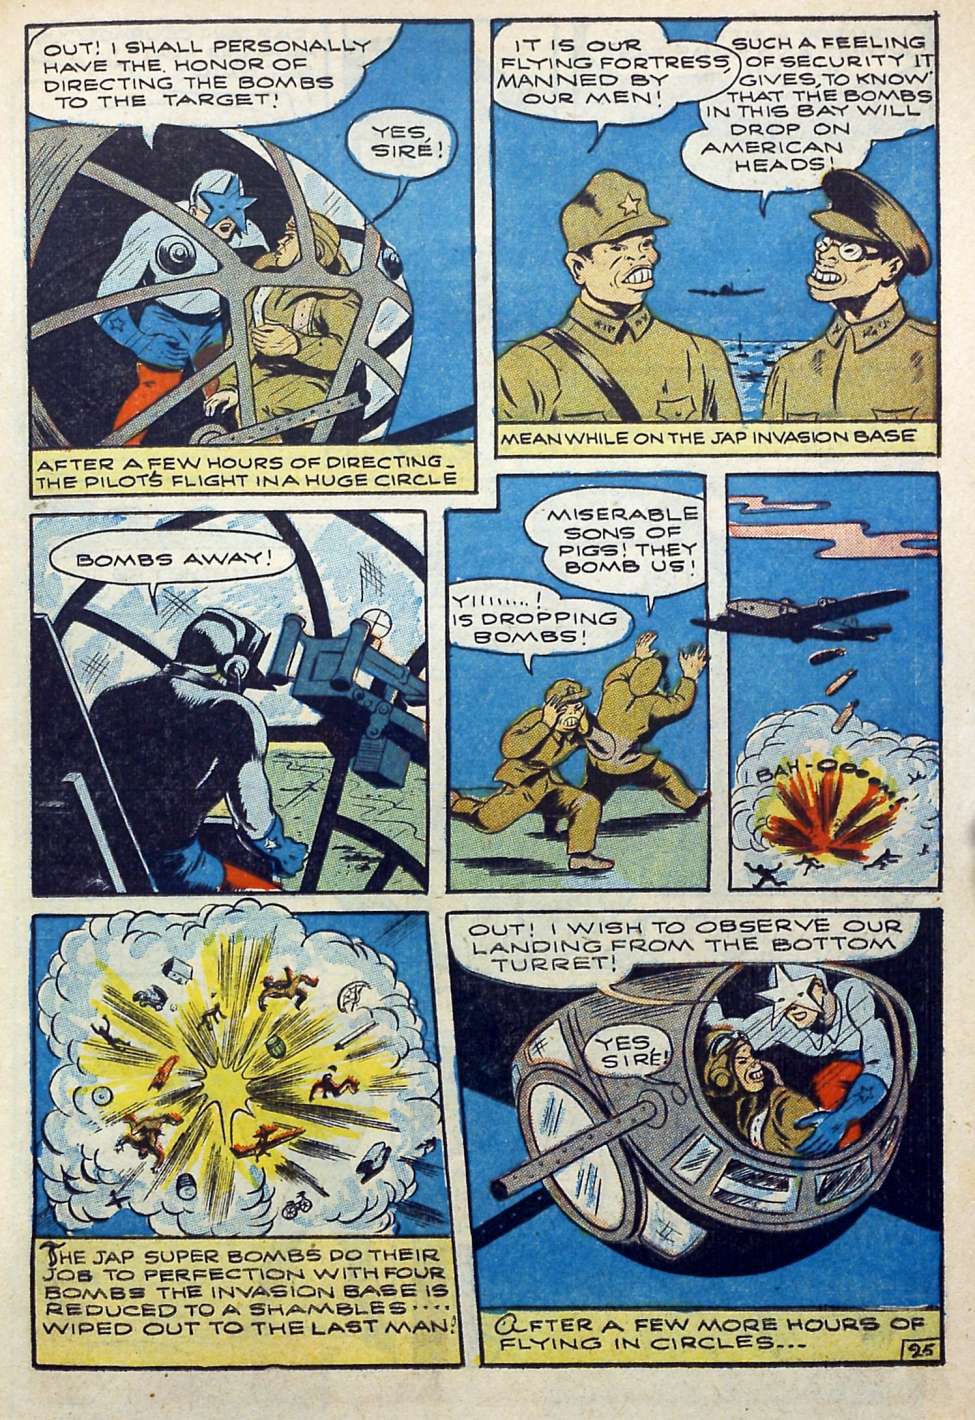 OUT! I SHALL PERSONALLY
HAVE THE HONOR OF
DIRECTING THE BOMBS
TO THE TARGET!
YES,
SIRE!
AFTER A FEW HOURS OF DIRECTING
THE PILOT'S FLIGHT IN A HUGE CIRCLE
IT IS OUR
FLYING FORTRESS,
MANNED BY
OUR MEN!
SUCH A FEELING
OF SECURITY IT
GIVES, TO KNOW
THAT THE BOMBS
IN THIS BAY WILL
DROP ON
AMERICAN
HEADS!
MEANWHILE ON THE JAP INVASION BASE
BOMBS AWAY!
MISERABLE
SONS OF
PIGS! THEY
BOMB US!
YIIIIII...!
IS DROPPING
BOMBS!
BAH-OOOOOO
THE JAP SUPER BOMBS DO THEIR
JOB TO PERFECTION WITH FOUR
BOMBS THE INVASION BASE IS
REDUCED TO A SHAMBLES....
WIPED OUT TO THE LAST MAN!
OUT! I WISH TO OBSERVE OUR
LANDING FROM THE BOTTOM
TURRET!
YES,
SIRE!
AFTER A FEW MORE HOURS OF
FLYING IN CIRCLES...
25